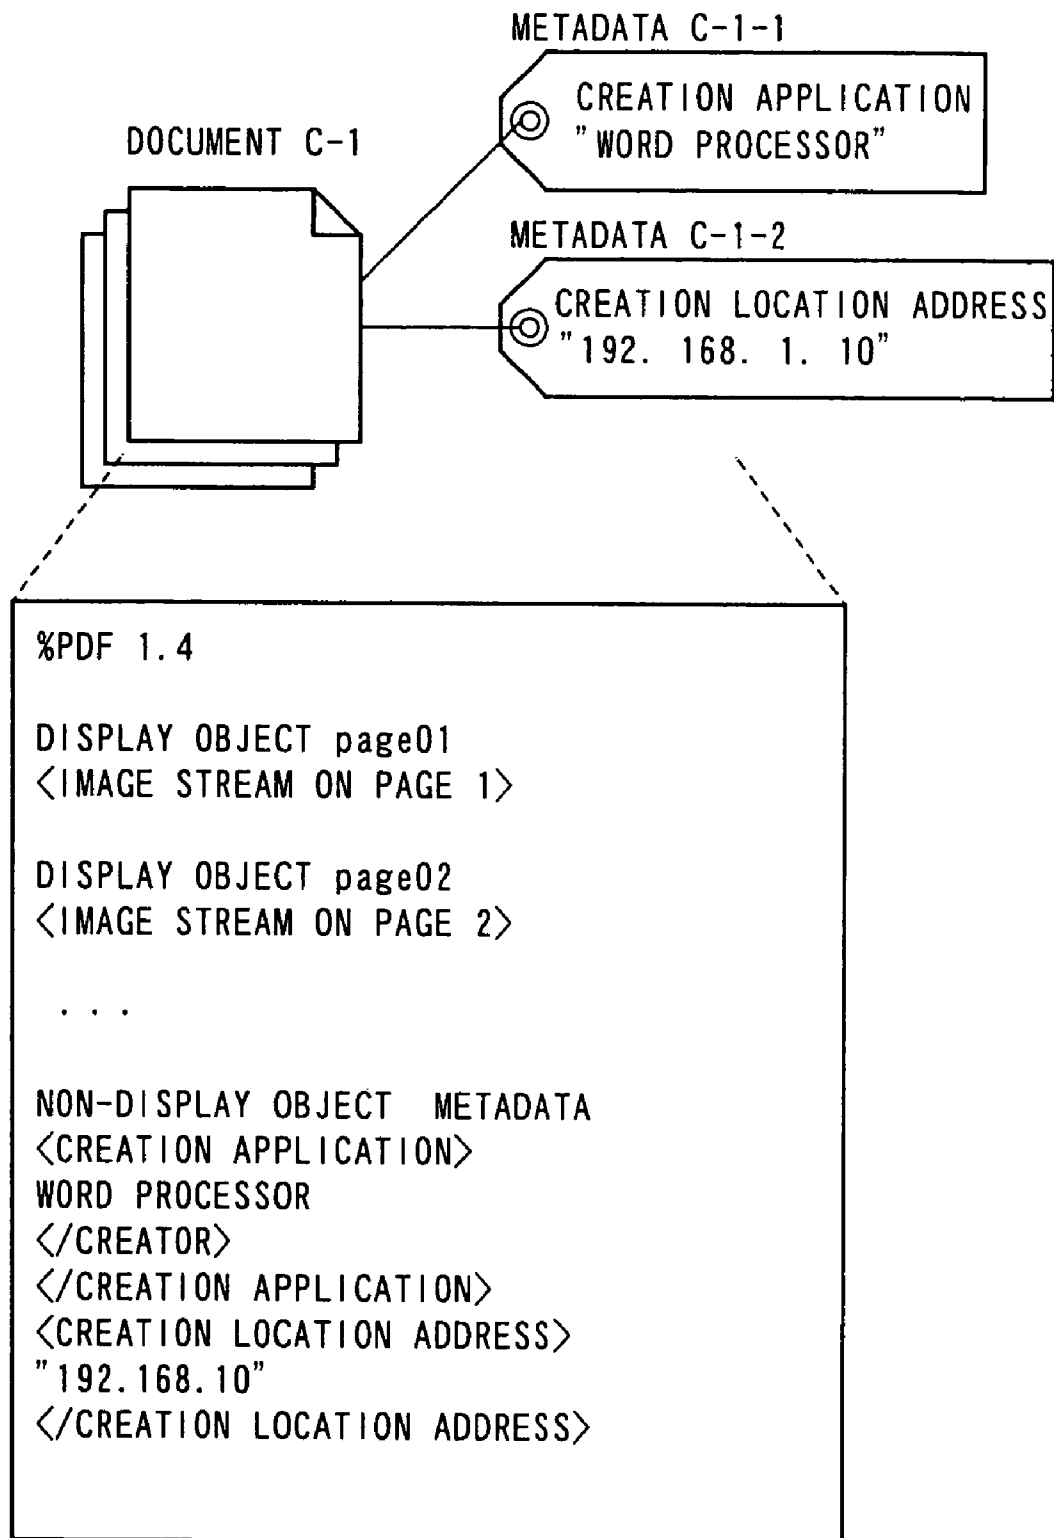 METADATA C-1-1
CREATION APPLICATION
"WORD PROCESSOR"
DOCUMENT C-1
METADATA C-1-2
CREATION LOCATION ADDRESS
"192. 168. 1. 10"
%PDF 1.4
DISPLAY OBJECT page01
<IMAGE STREAM ON PAGE 1>
DISPLAY OBJECT page02
<IMAGE STREAM ON PAGE 2>
. . .
NON-DISPLAY OBJECT METADATA
<CREATION APPLICATION>
WORD PROCESSOR
</CREATOR>
</CREATION APPLICATION>
<CREATION LOCATION ADDRESS>
"192.168.10"
</CREATION LOCATION ADDRESS>